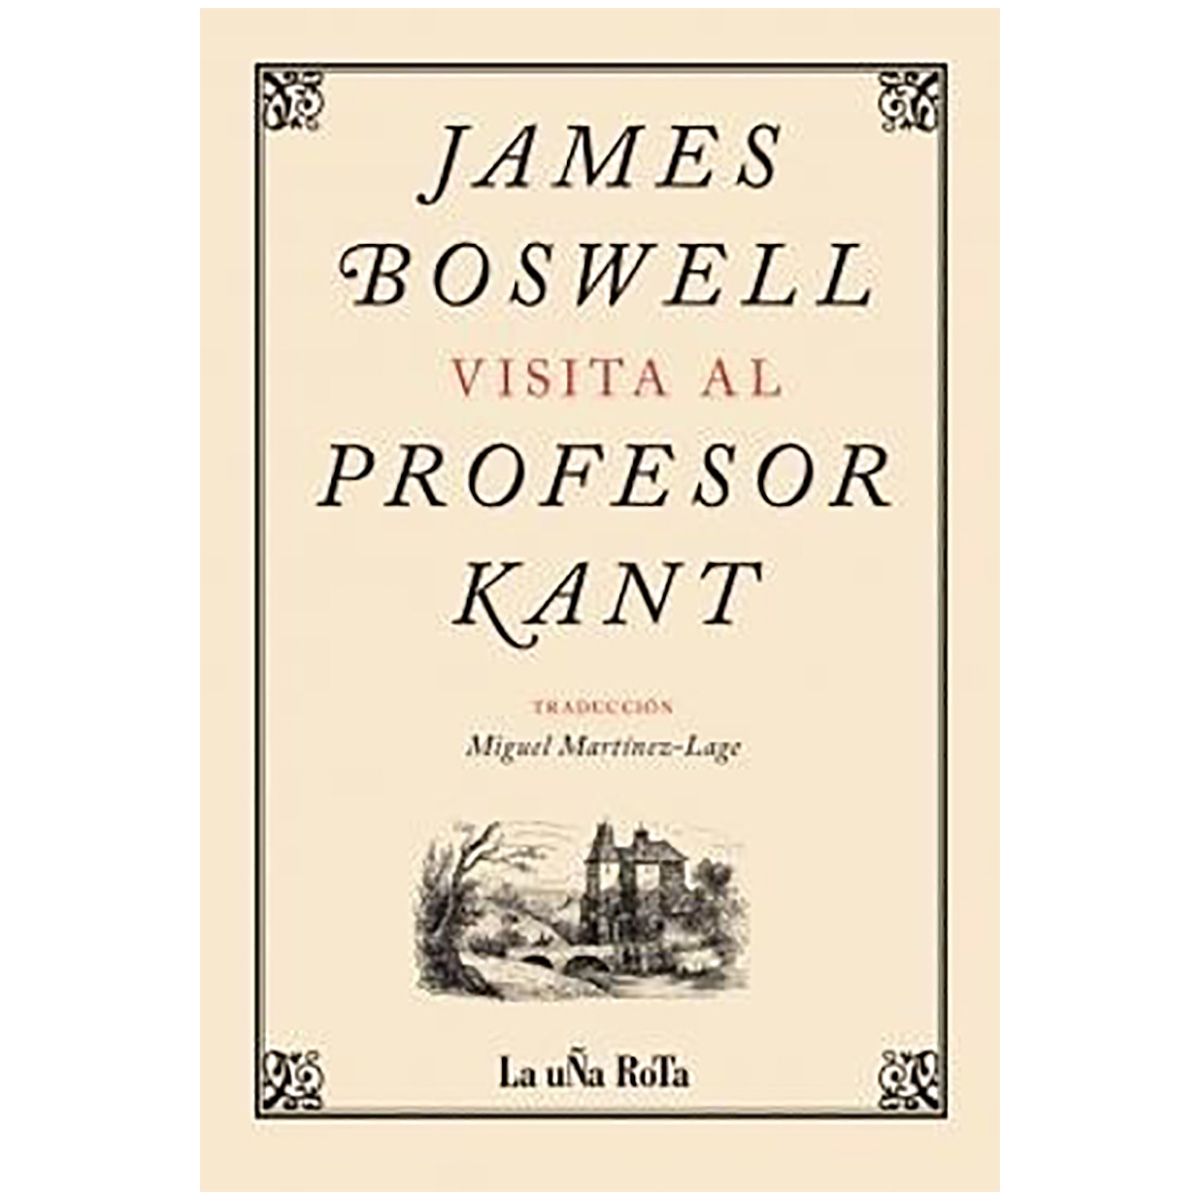 JAMES
BOSWELL
VISITA AL
PROFESOR
KANT
TRADUCCIÓN
Miguel Martínez-Lage
La uÑa RoTa